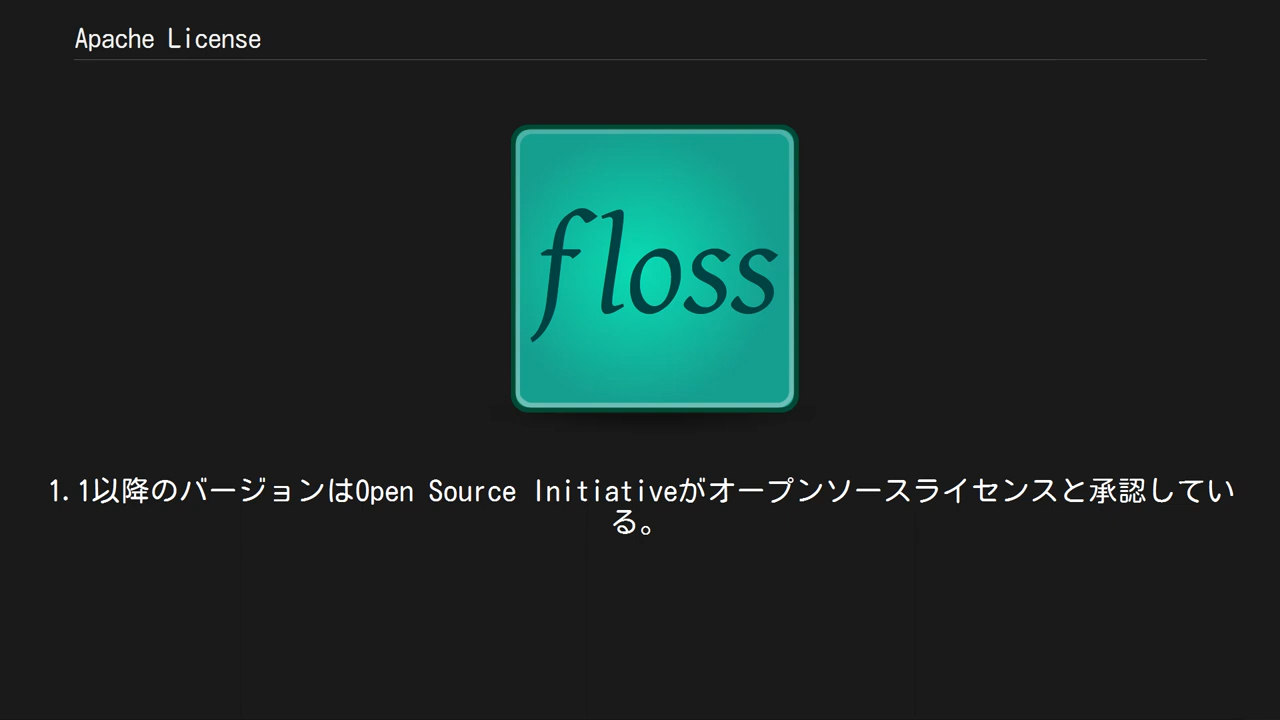 Apache License
floss
1.1以降のバージョンはOpen Source Initiativeがオープンソースライセンスと承認してい
る。